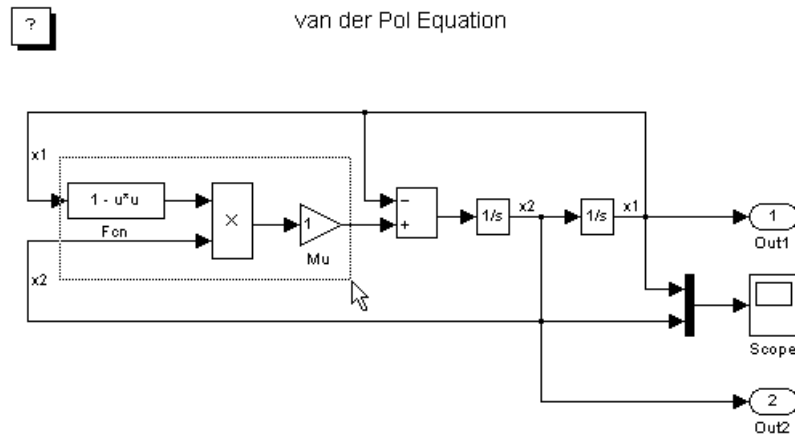 ?
van der Pol Equation
x1
1 - u*u
Fcn
×
1
Mu
−
+
1/s
x2
1/s
x1
1
Out1
x2
Scope
2
Out2